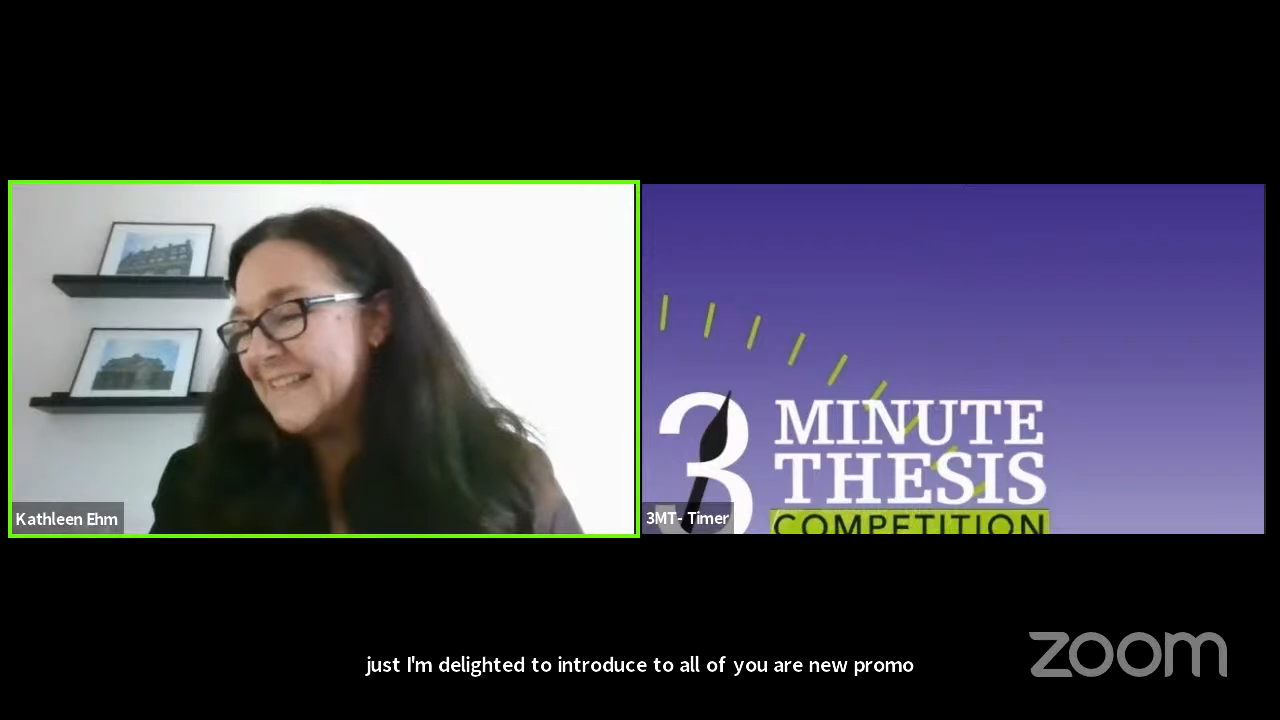 3 MINUTE
THESIS
COMPETITION
Kathleen Ehm
3MT- Timer
just I'm delighted to introduce to all of you are new promo
zoom